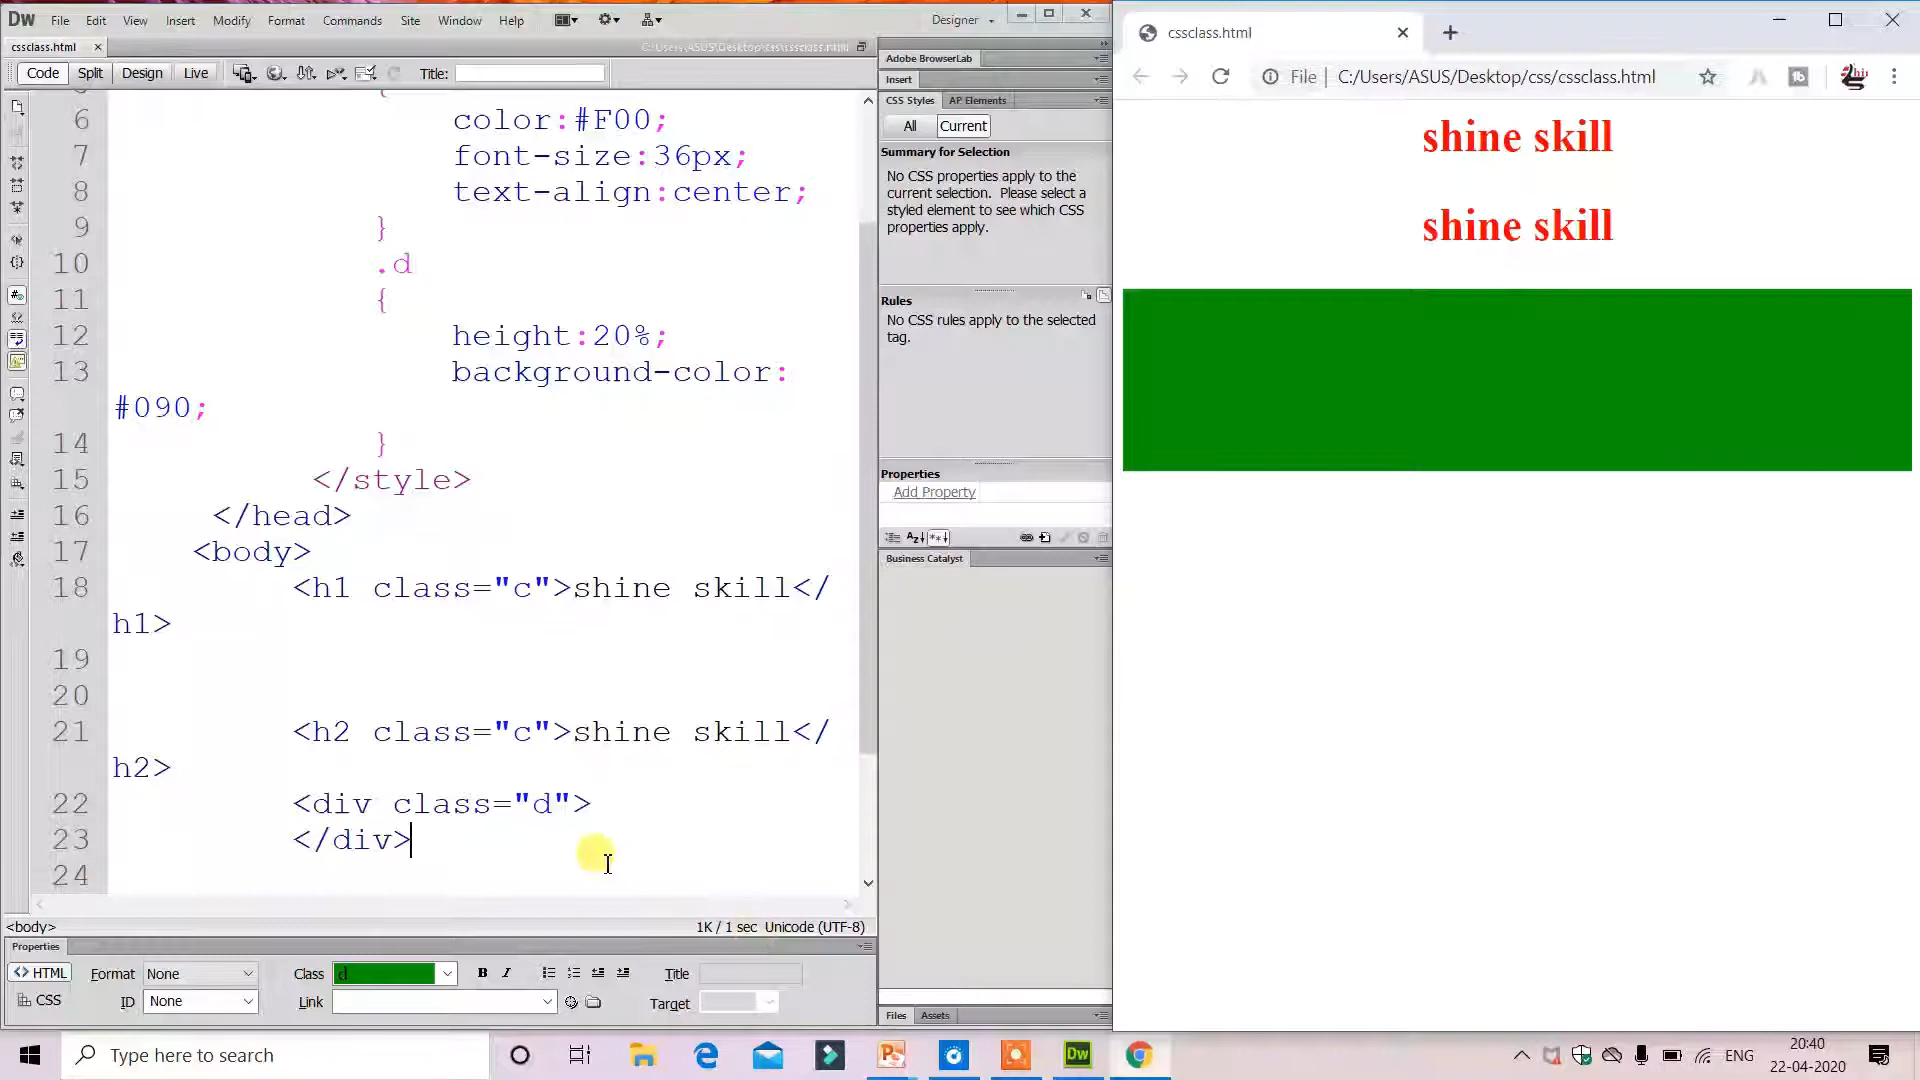 Dw File Edit View Insert Modify Format Commands Site Window Help Designer
cssclass.html
C:\Users\ASUS\Desktop\css\cssclass.html
Code Split Design Live Title:
6 color:#F00;
7 font-size:36px;
8 text-align:center;
9 }
10 .d
11 {
12 height:20%;
13 background-color:
#090;
14 }
15 </style>
16 </head>
17 <body>
18 <h1 class="c">shine skill</
h1>
19
20
21 <h2 class="c">shine skill</
h2>
22 <div class="d">
23 </div>
24
<body> 1K / 1 sec Unicode (UTF-8)
Properties
<> HTML Format None Class d B I Title
CSS ID None Link Target
Adobe BrowserLab
Insert
CSS Styles AP Elements
All Current
Summary for Selection
No CSS properties apply to the
current selection. Please select a
styled element to see which CSS
properties apply.
Rules
No CSS rules apply to the selected
tag.
Properties
Add Property
Business Catalyst
Files Assets
cssclass.html
File C:/Users/ASUS/Desktop/css/cssclass.html
shine skill
shine skill
Type here to search
Dw
ENG
20:40
22-04-2020